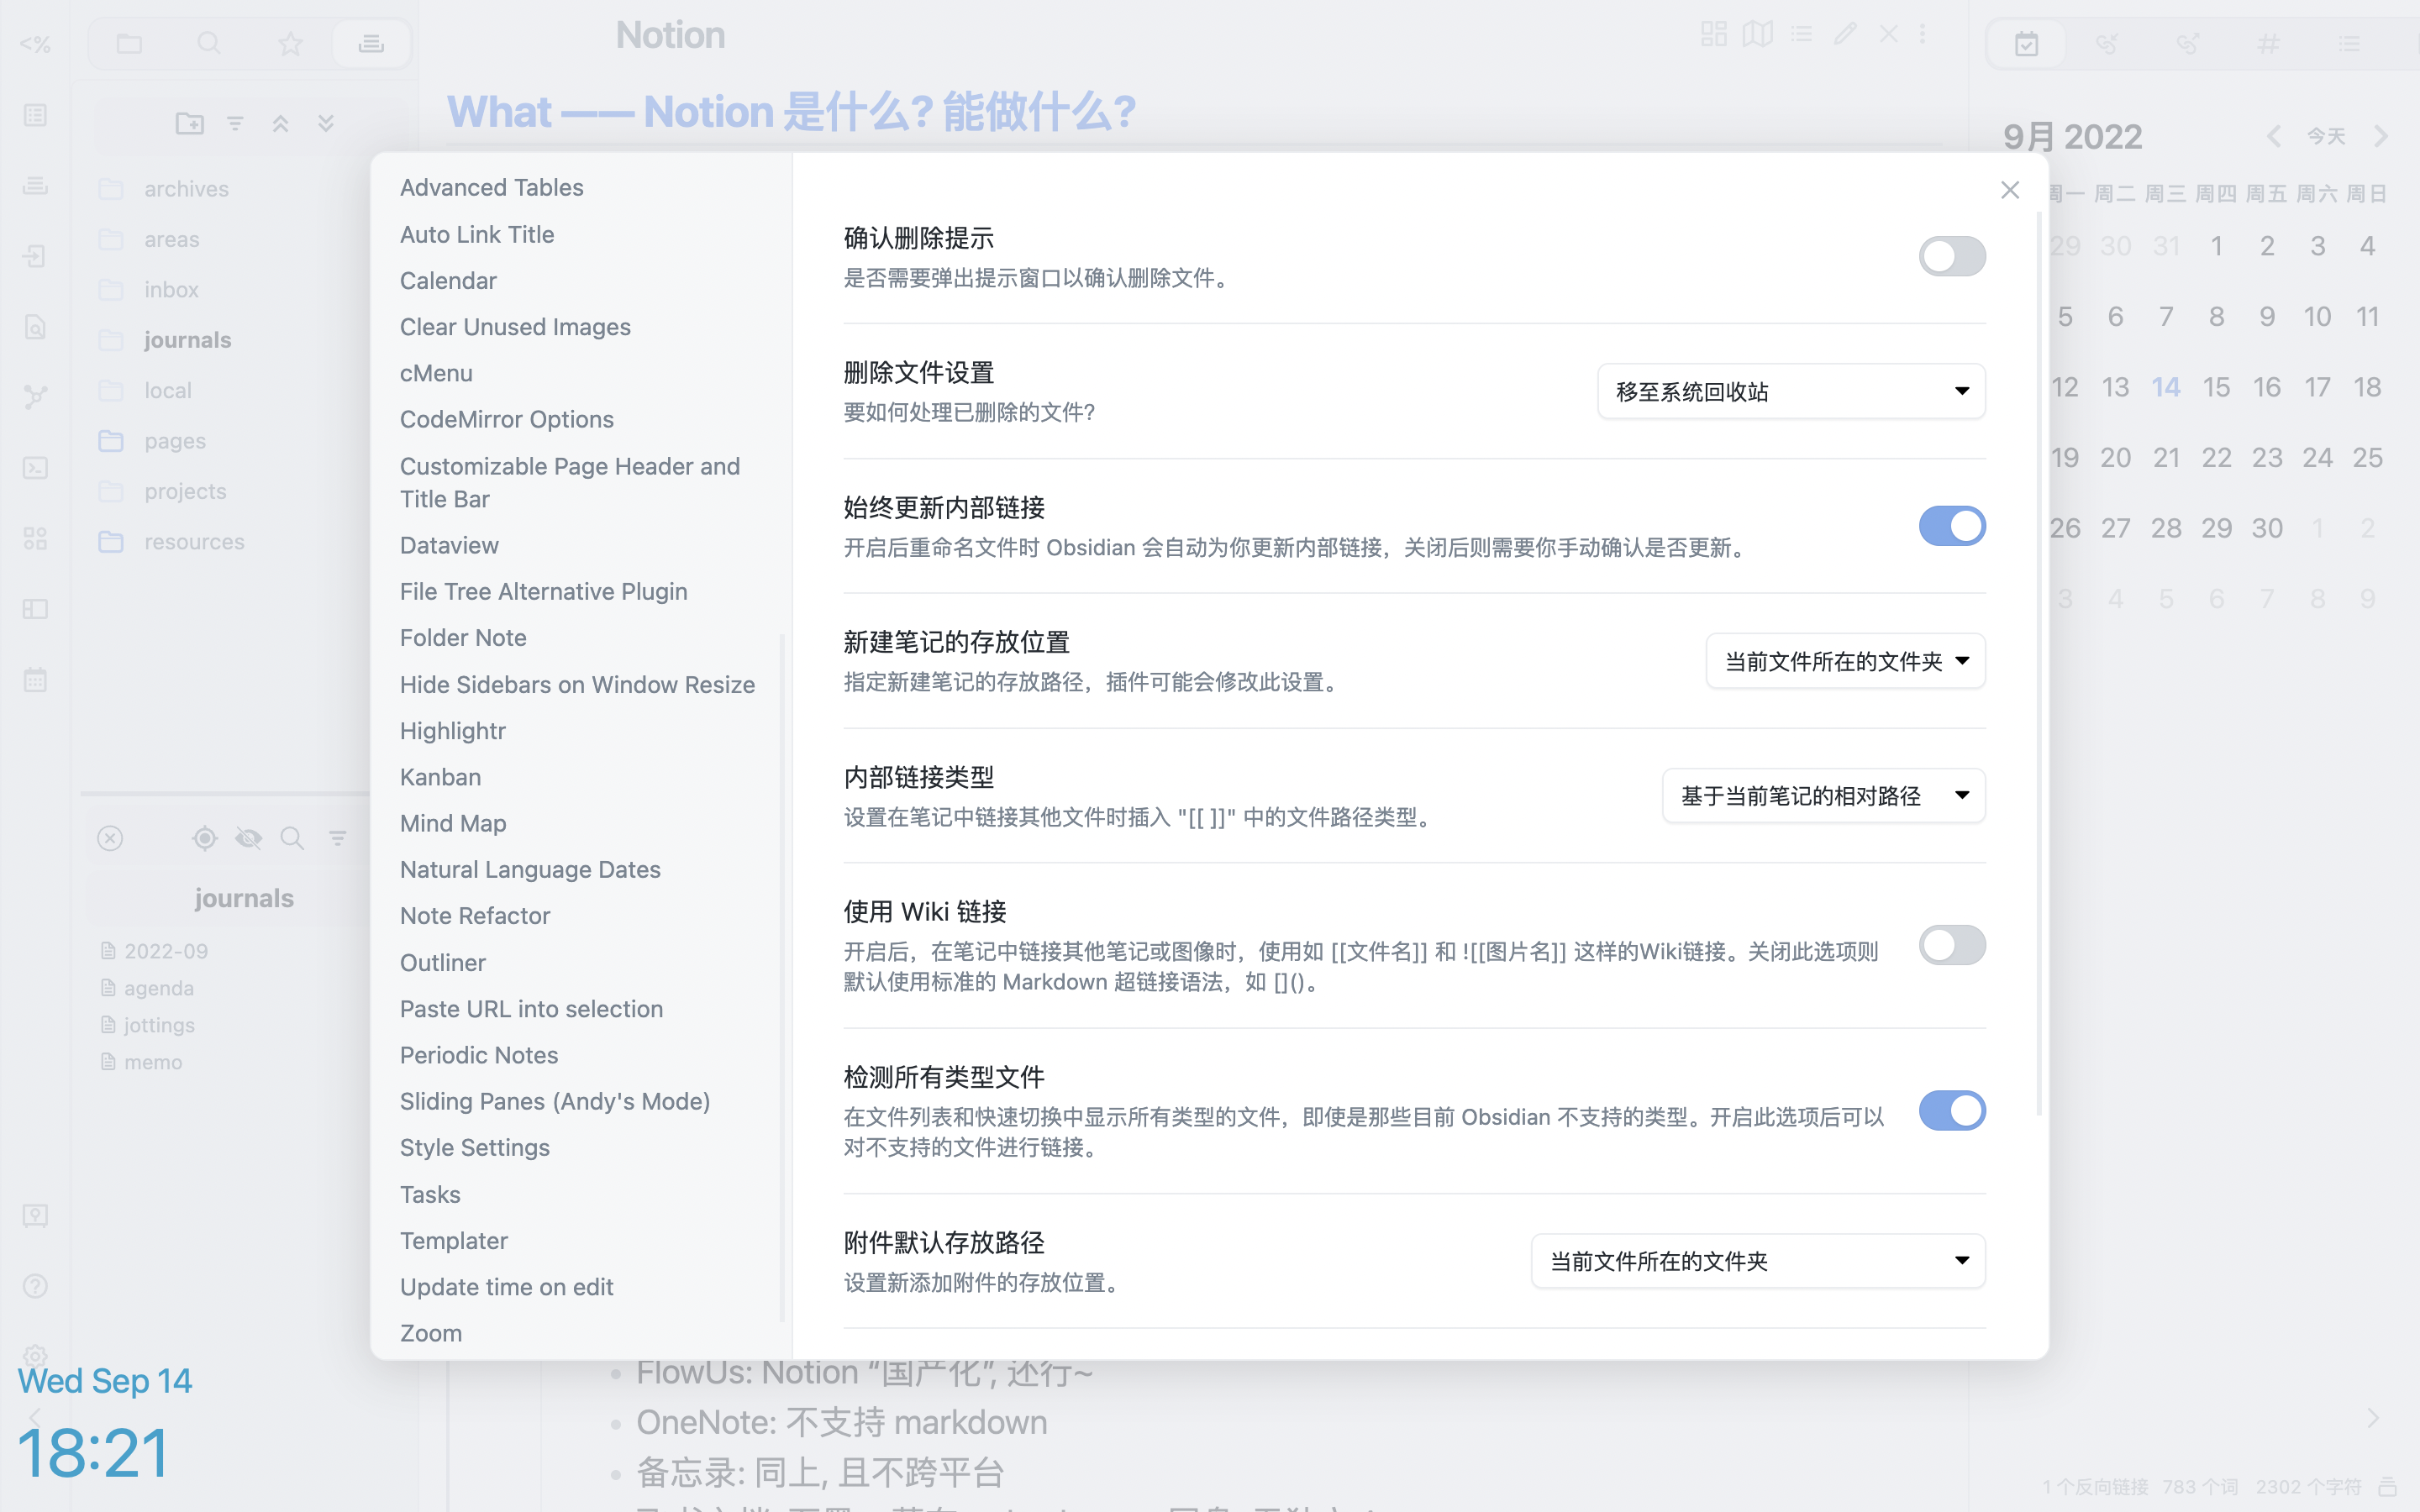 Notion
What —— Notion 是什么? 能做什么?
archives
areas
inbox
journals
local
pages
projects
resources
journals
2022-09
agenda
jottings
memo
Wed Sep 14
18:21
Advanced Tables
Auto Link Title
Calendar
Clear Unused Images
cMenu
CodeMirror Options
Customizable Page Header and
Title Bar
Dataview
File Tree Alternative Plugin
Folder Note
Hide Sidebars on Window Resize
Highlightr
Kanban
Mind Map
Natural Language Dates
Note Refactor
Outliner
Paste URL into selection
Periodic Notes
Sliding Panes (Andy's Mode)
Style Settings
Tasks
Templater
Update time on edit
Zoom
确认删除提示
是否需要弹出提示窗口以确认删除文件。
删除文件设置
要如何处理已删除的文件?
移至系统回收站
始终更新内部链接
开启后重命名文件时 Obsidian 会自动为你更新内部链接，关闭后则需要你手动确认是否更新。
新建笔记的存放位置
指定新建笔记的存放路径，插件可能会修改此设置。
当前文件所在的文件夹
内部链接类型
设置在笔记中链接其他文件时插入 "[[ ]]" 中的文件路径类型。
基于当前笔记的相对路径
使用 Wiki 链接
开启后，在笔记中链接其他笔记或图像时，使用如 [[文件名]] 和 ![[图片名]] 这样的Wiki链接。关闭此选项则
默认使用标准的 Markdown 超链接语法，如 []()。
检测所有类型文件
在文件列表和快速切换中显示所有类型的文件，即使是那些目前 Obsidian 不支持的类型。开启此选项后可以
对不支持的文件进行链接。
附件默认存放路径
设置新添加附件的存放位置。
当前文件所在的文件夹
FlowUs: Notion “国产化”, 还行~
OneNote: 不支持 markdown
备忘录: 同上, 且不跨平台
9月 2022
今天
周一 周二 周三 周四 周五 周六 周日
29 30 31 1 2 3 4
5 6 7 8 9 10 11
12 13 14 15 16 17 18
19 20 21 22 23 24 25
26 27 28 29 30 1 2
3 4 5 6 7 8 9
1 个反向链接 783 个词 2302 个字符